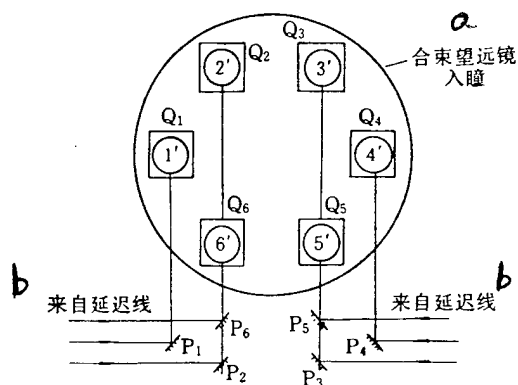 a
合束望远镜
入瞳
Q₂
Q₃
2′
3′
Q₁
Q₄
1′
4′
Q₆
Q₅
6′
5′
b
b
来自延迟线
来自延迟线
P₆
P₅
P₁
P₄
P₂
P₃